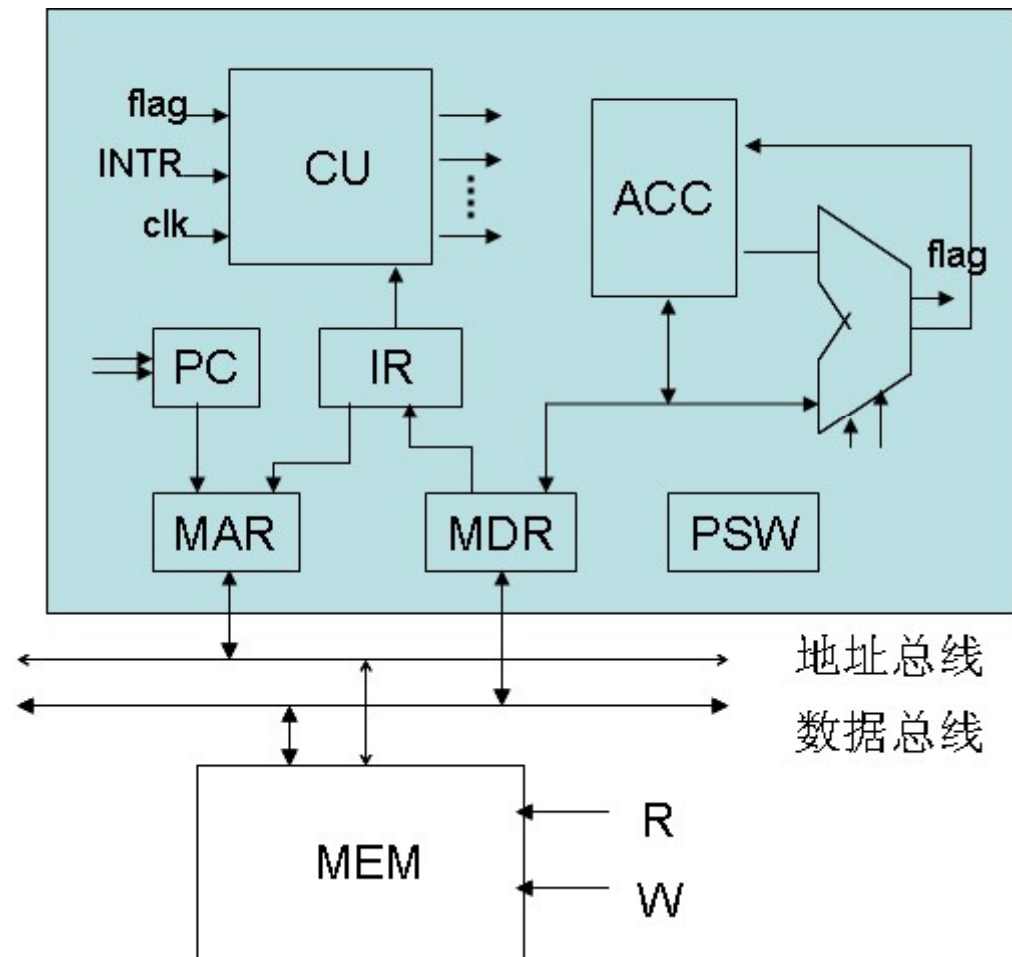 flag
INTR
clk
CU
ACC
flag
PC
IR
MAR
MDR
PSW
地址总线
数据总线
MEM
R
W